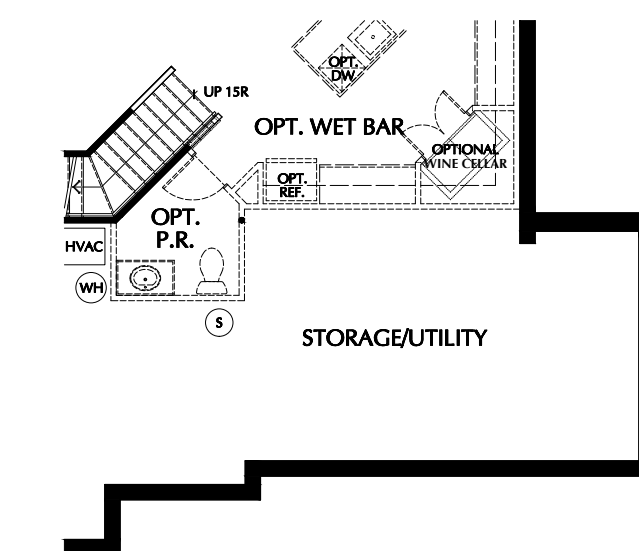 OPT.
DW
UP 15R
OPT. WET BAR
OPTIONAL
WINE CELLAR
OPT.
REF.
OPT.
P.R.
HVAC
WH
S
STORAGE/UTILITY